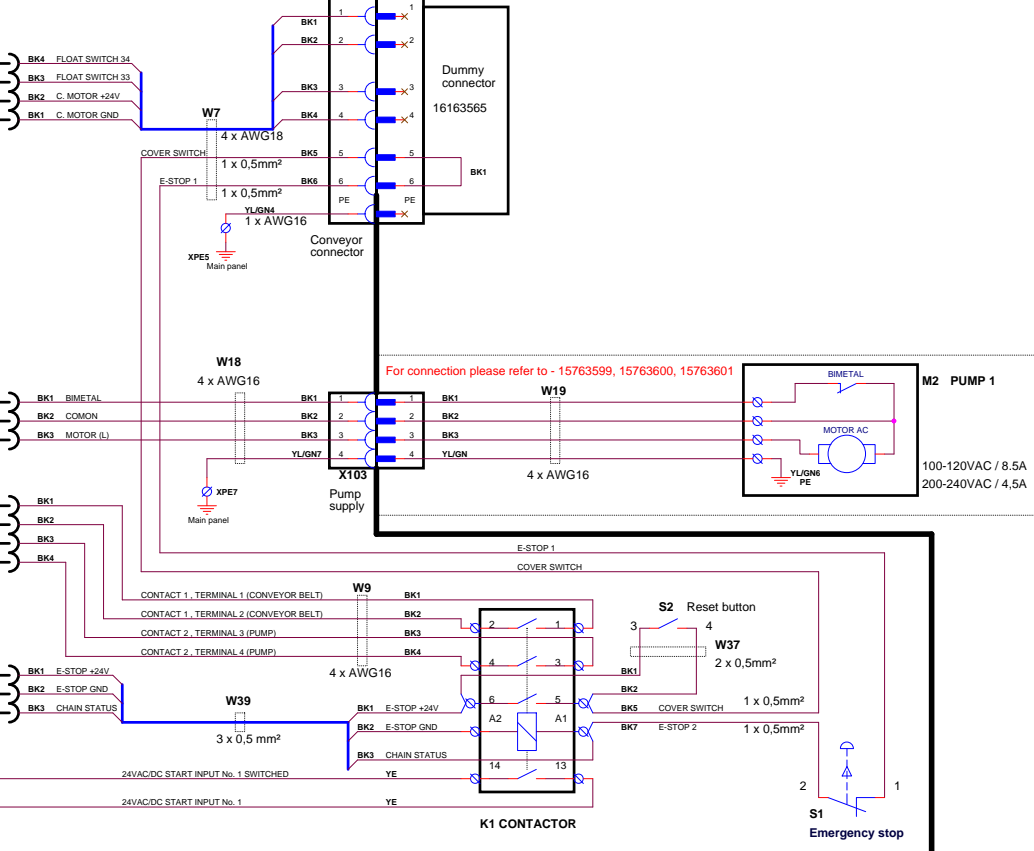 BK1 1 1
BK2 2 2
BK4 FLOAT SWITCH 34
BK3 FLOAT SWITCH 33
BK2 C. MOTOR +24V
BK1 C. MOTOR GND
W7
4 x AWG18
BK3 3 3
BK4 4 4
Dummy
connector
16163565
COVER SWITCH BK5 5 5
1 x 0,5mm²
BK1
E-STOP 1 BK6 6 6
1 x 0,5mm²
PE PE
YL/GN4
1 x AWG16
XPE5
Main panel
Conveyor
connector
W18
4 x AWG16
For connection please refer to - 15763599, 15763600, 15763601
W19
BIMETAL
M2 PUMP 1
BK1 BIMETAL BK1 1 1 BK1
BK2 COMON BK2 2 2 BK2
BK3 MOTOR (L) BK3 3 3 BK3
MOTOR AC
YL/GN7 4 4 YL/GN
4 x AWG16
YL/GN6
PE
100-120VAC / 8.5A
200-240VAC / 4,5A
X103
Pump
supply
XPE7
Main panel
BK1
BK2
BK3
BK4
E-STOP 1
COVER SWITCH
W9
CONTACT 1 , TERMINAL 1 (CONVEYOR BELT) BK1
CONTACT 1 , TERMINAL 2 (CONVEYOR BELT) BK2
CONTACT 2 , TERMINAL 3 (PUMP) BK3
CONTACT 2 , TERMINAL 4 (PUMP) BK4
4 x AWG16
2 1
4 3
6 5
A2 A1
14 13
S2 Reset button
3 4
W37
2 x 0,5mm²
BK1
BK2
BK5 COVER SWITCH 1 x 0,5mm²
BK7 E-STOP 2 1 x 0,5mm²
BK1 E-STOP +24V
BK2 E-STOP GND
BK3 CHAIN STATUS
W39
3 x 0,5 mm²
BK1 E-STOP +24V
BK2 E-STOP GND
BK3 CHAIN STATUS
24VAC/DC START INPUT No. 1 SWITCHED YE
24VAC/DC START INPUT No. 1 YE
K1 CONTACTOR
2 1
S1
Emergency stop